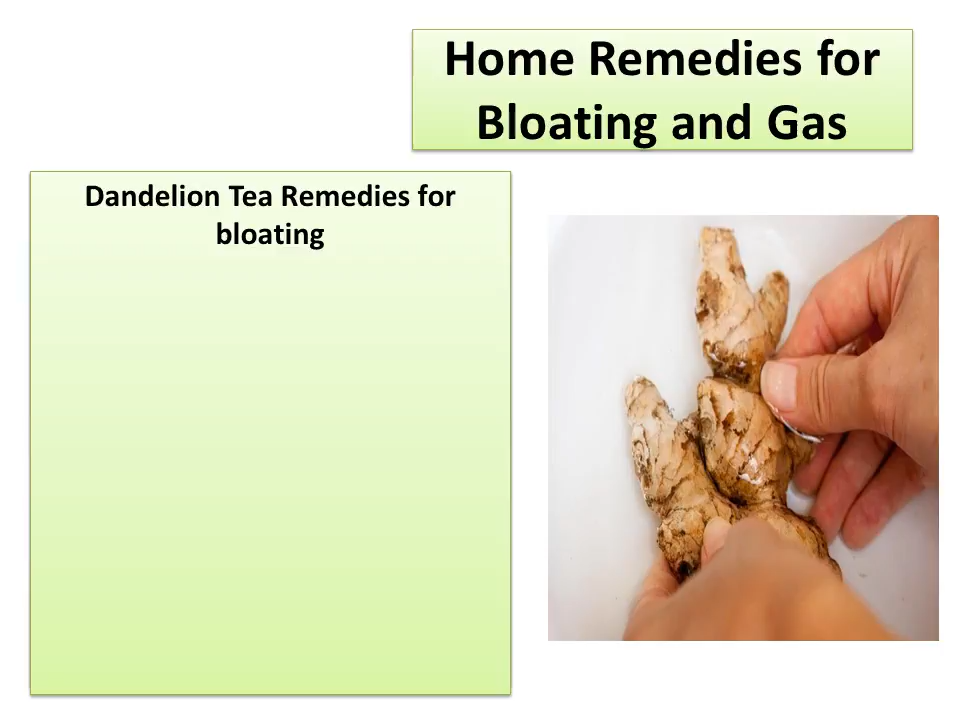 Home Remedies for
Bloating and Gas
Dandelion Tea Remedies for
bloating